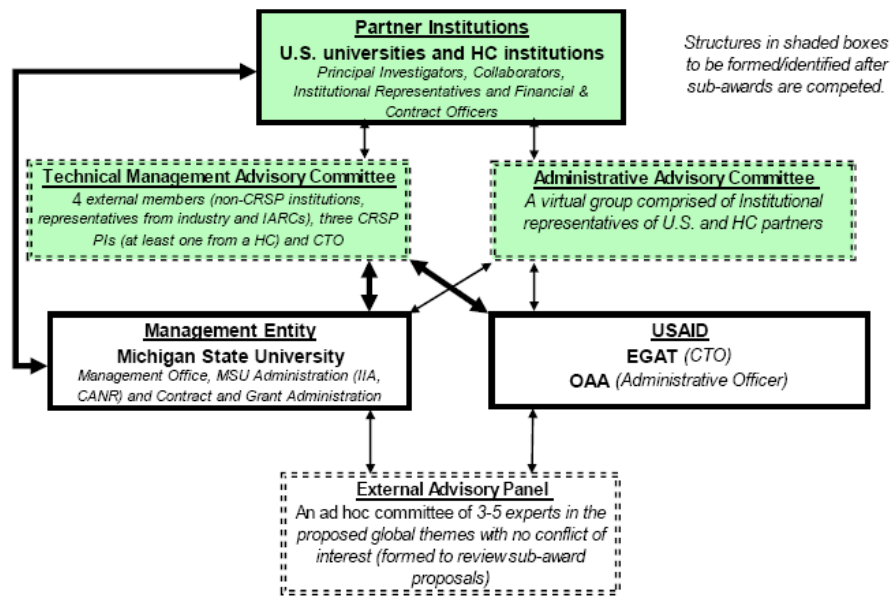 Partner Institutions
U.S. universities and HC institutions
Principal Investigators, Collaborators,
Institutional Representatives and Financial &
Contract Officers
Structures in shaded boxes
to be formed/identified after
sub-awards are competed.
Technical Management Advisory Committee
4 external members (non-CRSP institutions,
representatives from industry and IARCs), three CRSP
PIs (at least one from a HC) and CTO
Administrative Advisory Committee
A virtual group comprised of Institutional
representatives of U.S. and HC partners
Management Entity
Michigan State University
Management Office, MSU Administration (IIA,
CANR) and Contract and Grant Administration
USAID
EGAT (CTO)
OAA (Administrative Officer)
External Advisory Panel
An ad hoc committee of 3-5 experts in the
proposed global themes with no conflict of
interest (formed to review sub-award
proposals)